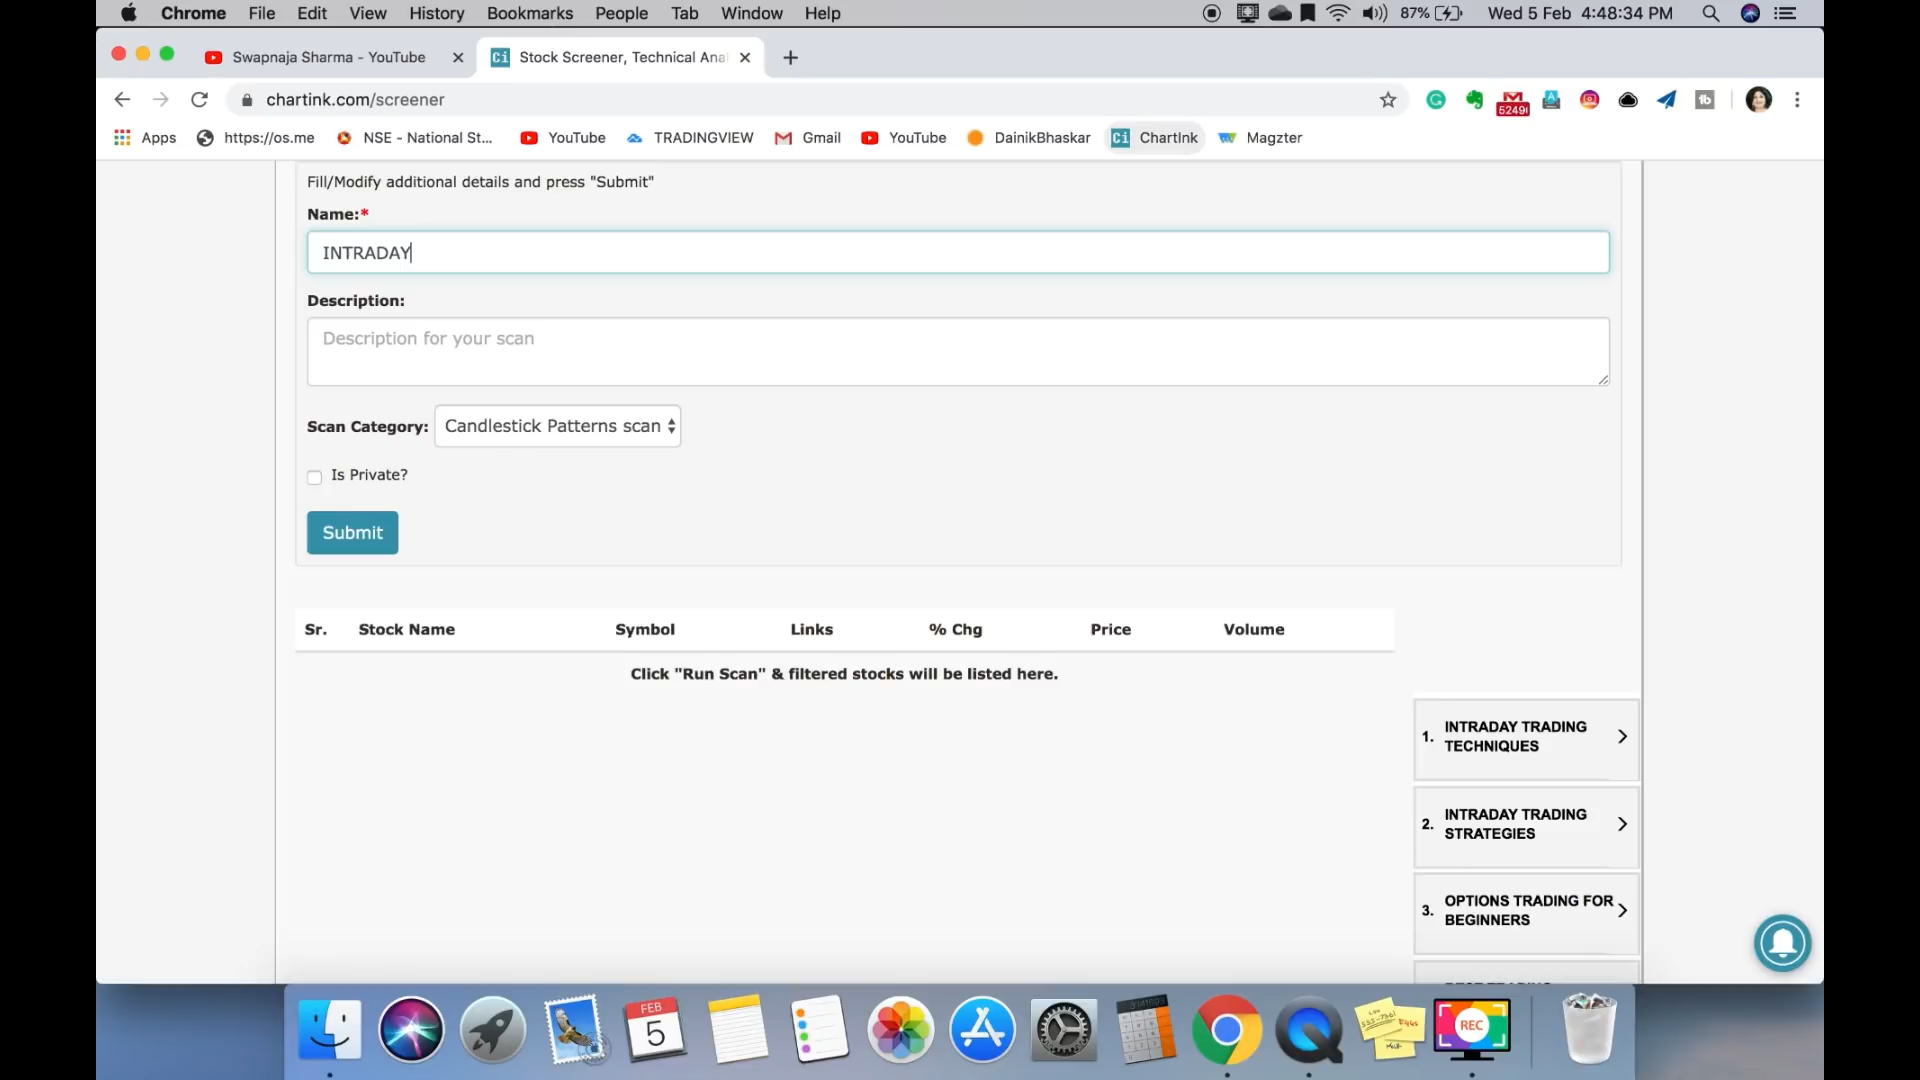 Chrome File Edit View History Bookmarks People Tab Window Help 87% Wed 5 Feb 4:48:34 PM
Swapnaja Sharma - YouTube Ci Stock Screener, Technical Ana
chartink.com/screener
5249
Apps https://os.me NSE - National St... YouTube TRADINGVIEW Gmail YouTube DainikBhaskar Ci ChartInk Magzter
Fill/Modify additional details and press "Submit"
Name:*
INTRADAY
Description:
Description for your scan
Scan Category: Candlestick Patterns scan
Is Private?
Submit
Sr. Stock Name Symbol Links % Chg Price Volume
Click "Run Scan" & filtered stocks will be listed here.
1. INTRADAY TRADING
TECHNIQUES
2. INTRADAY TRADING
STRATEGIES
3. OPTIONS TRADING FOR
BEGINNERS
FEB
5
REC